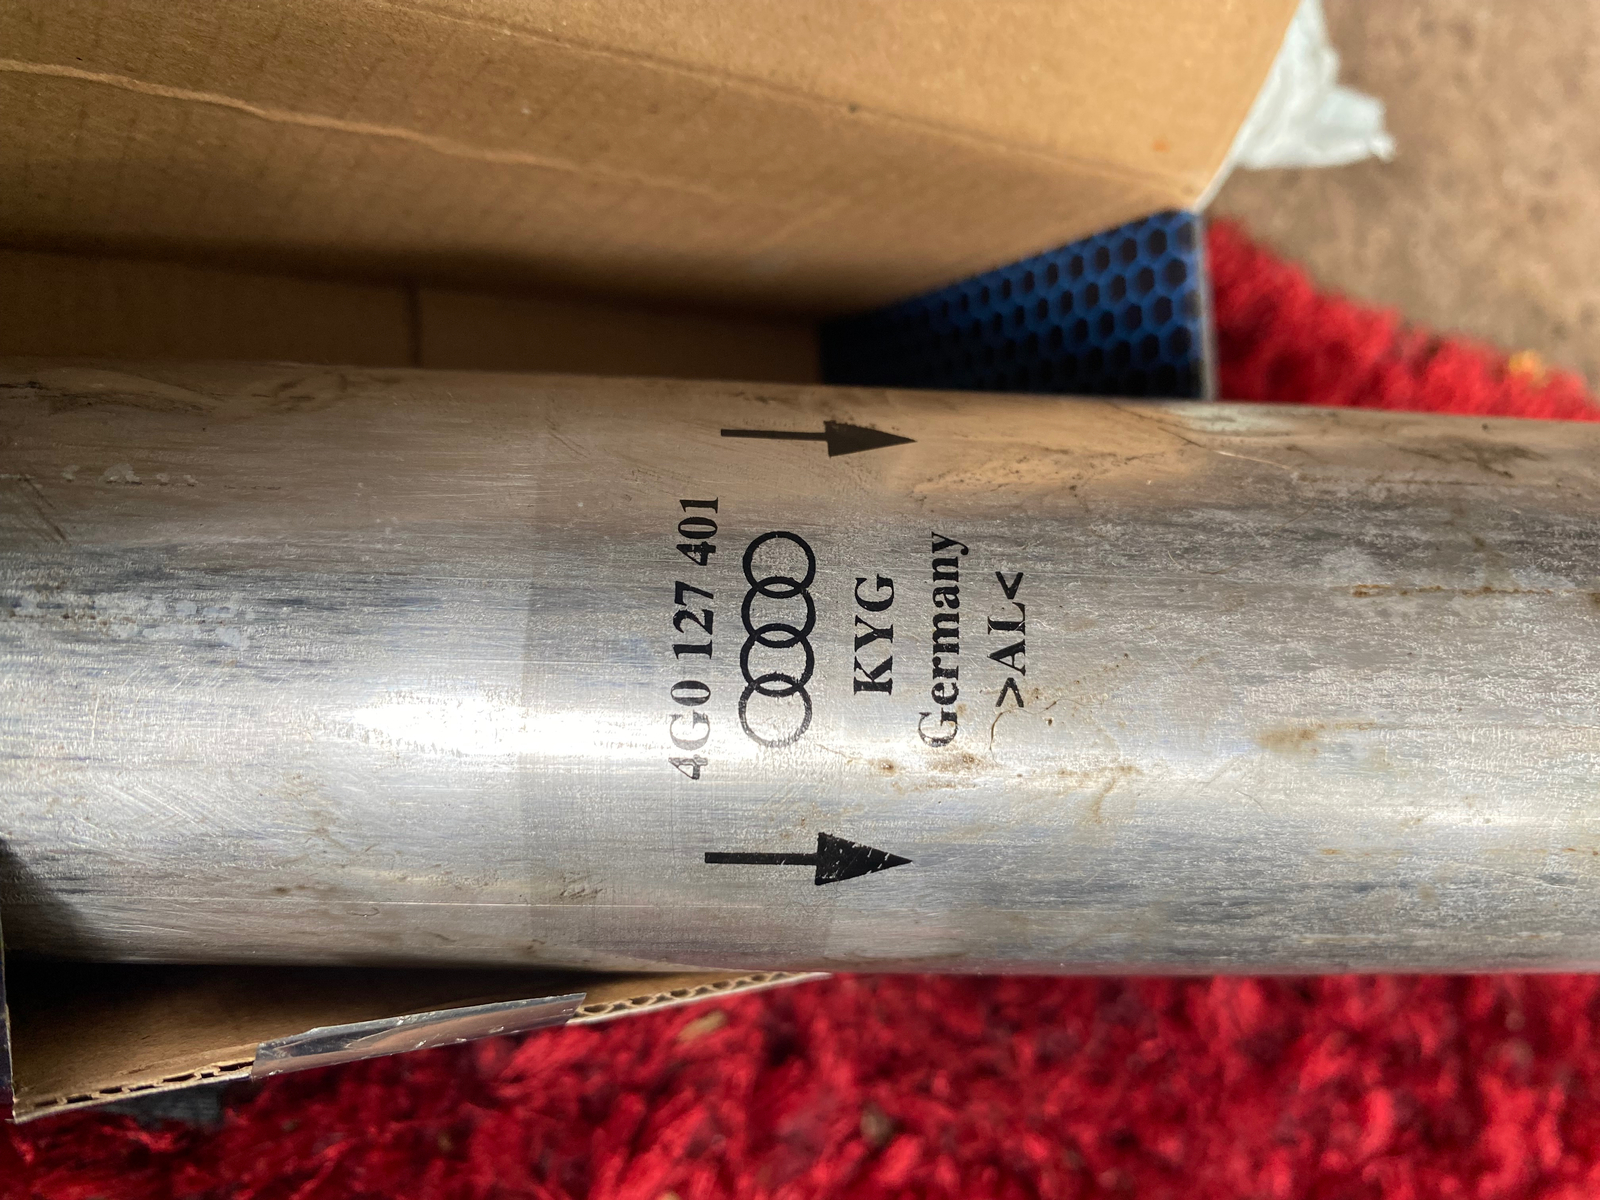 4G0 127 401
KYG
Germany
>AL<